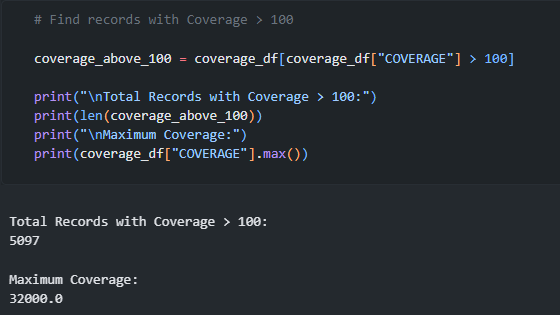 # Find records with Coverage > 100
coverage_above_100 = coverage_df[coverage_df["COVERAGE"] > 100]
print("\nTotal Records with Coverage > 100:")
print(len(coverage_above_100))
print("\nMaximum Coverage:")
print(coverage_df["COVERAGE"].max())
Total Records with Coverage > 100:
5097
Maximum Coverage:
32000.0